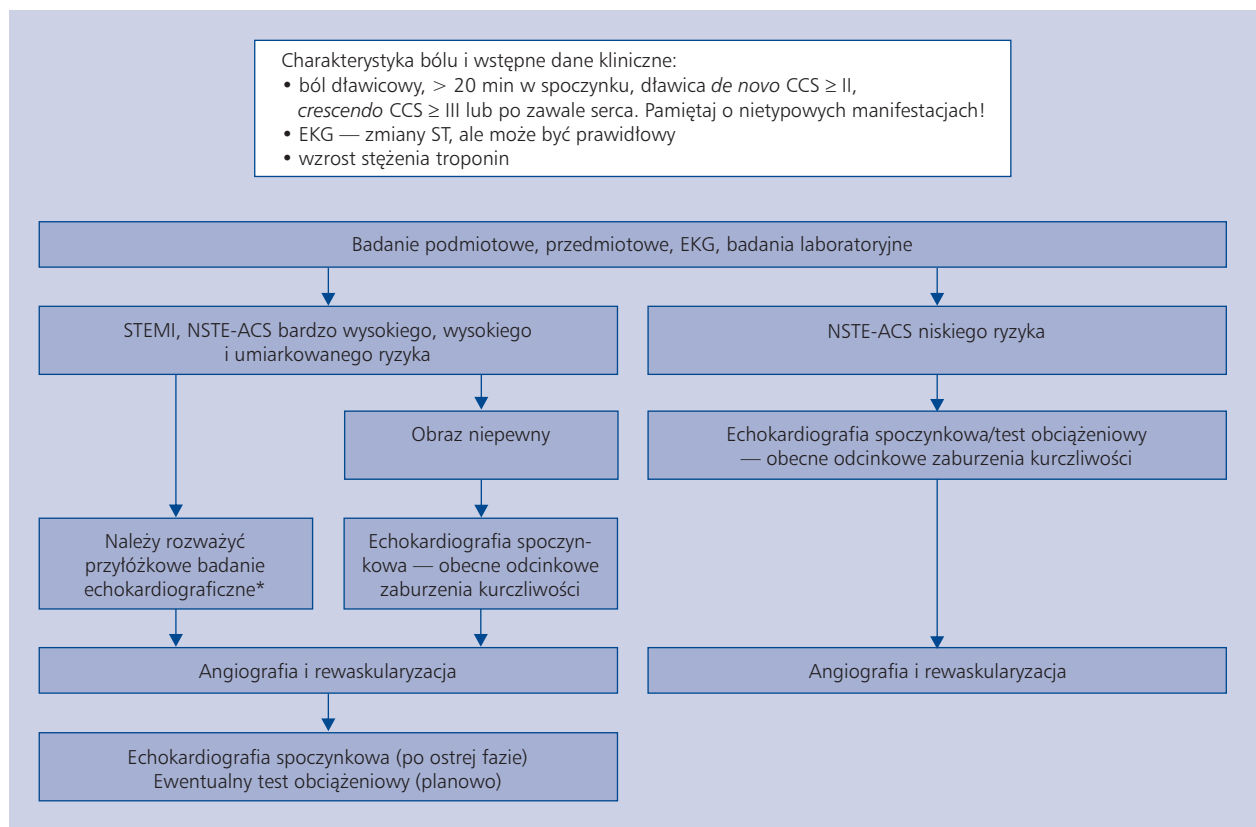 Charakterystyka bólu i wstępne dane kliniczne:
• ból dławicowy, > 20 min w spoczynku, dławica de novo CCS ≥ II,
crescendo CCS ≥ III lub po zawale serca. Pamiętaj o nietypowych manifestacjach!
• EKG — zmiany ST, ale może być prawidłowy
• wzrost stężenia troponin
Badanie podmiotowe, przedmiotowe, EKG, badania laboratoryjne
STEMI, NSTE-ACS bardzo wysokiego, wysokiego
i umiarkowanego ryzyka
NSTE-ACS niskiego ryzyka
Obraz niepewny
Echokardiografia spoczynkowa/test obciążeniowy
— obecne odcinkowe zaburzenia kurczliwości
Należy rozważyć
przyłóżkowe badanie
echokardiograficzne*
Echokardiografia spoczyn-
kowa — obecne odcinkowe
zaburzenia kurczliwości
Angiografia i rewaskularyzacja
Angiografia i rewaskularyzacja
Echokardiografia spoczynkowa (po ostrej fazie)
Ewentualny test obciążeniowy (planowo)